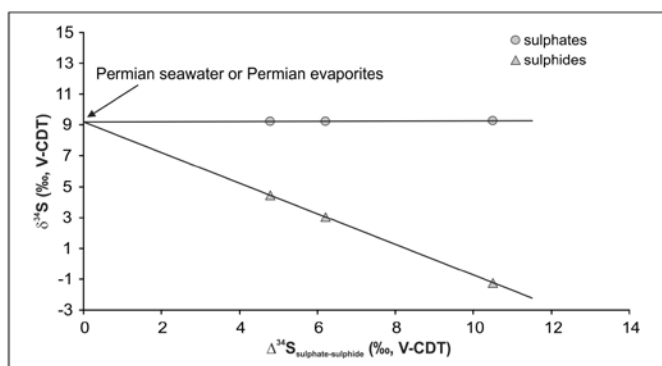 15
sulphates
13
sulphides
Permian seawater or Permian evaporites
11
9
7
5
3
1
-1
-3
δ³⁴S (‰, V-CDT)
0 2 4 6 8 10 12 14
Δ³⁴Ssulphate-sulphide (‰, V-CDT)